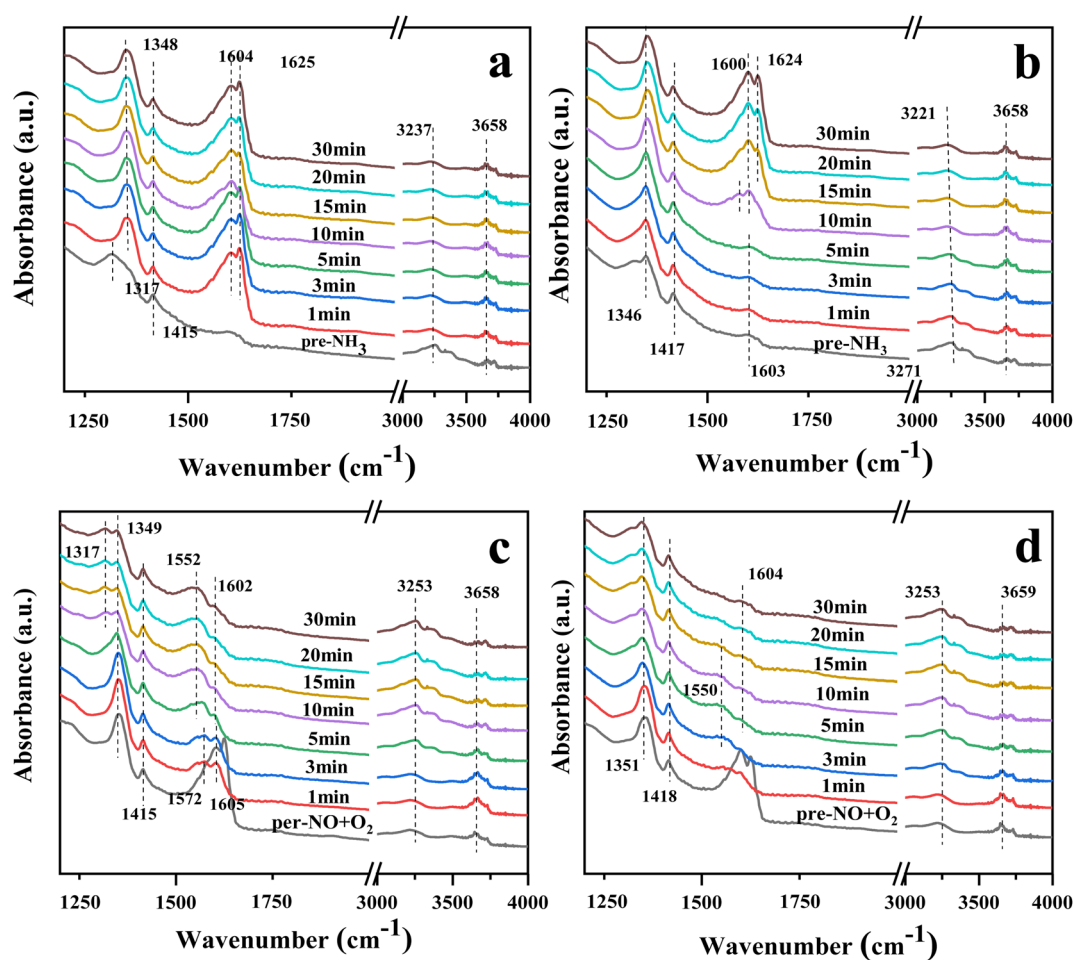 a
1348
1604
1625
3237
3658
30min
20min
15min
10min
5min
3min
1min
pre-NH3
1317
1415
Absorbance (a.u.)
1250
1500
1750
3000
3500
4000
Wavenumber (cm-1)
b
1600
1624
3221
3658
30min
20min
15min
10min
5min
3min
1min
pre-NH3
1346
1417
1603
3271
Absorbance (a.u.)
1250
1500
1750
3000
3500
4000
Wavenumber (cm-1)
c
1349
1317
1552
1602
3253
3658
30min
20min
15min
10min
5min
3min
1min
per-NO+O2
1415
1572
1605
Absorbance (a.u.)
1250
1500
1750
3000
3500
4000
Wavenumber (cm-1)
d
1604
3253
3659
30min
20min
15min
10min
5min
3min
1min
pre-NO+O2
1550
1351
1418
Absorbance (a.u.)
1250
1500
1750
3000
3500
4000
Wavenumber (cm-1)